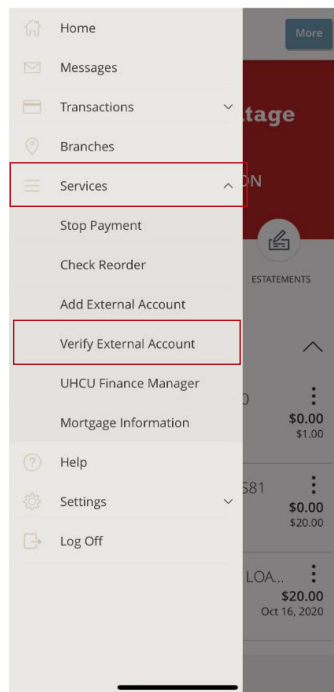 Home
More
Messages
Transactions
tage
Branches
ON
Services
Stop Payment
Check Reorder
ESTATEMENTS
Add External Account
Verify External Account
UHCU Finance Manager
0
$0.00
$1.00
Mortgage Information
Help
S81
Settings
$0.00
$20.00
Log Off
LOA...
$20.00
Oct 16, 2020